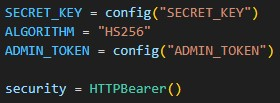 SECRET_KEY = config("SECRET_KEY")
ALGORITHM = "HS256"
ADMIN_TOKEN = config("ADMIN_TOKEN")
security = HTTPBearer()